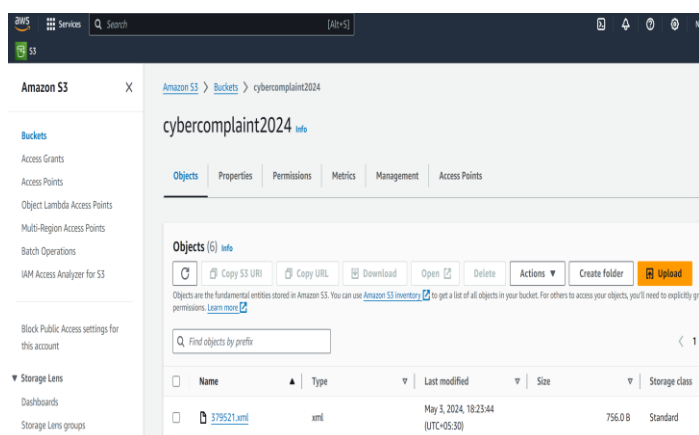 aws Services Search [Alt+S]
S3
Amazon S3 X
Buckets
Access Grants
Access Points
Object Lambda Access Points
Multi-Region Access Points
Batch Operations
IAM Access Analyzer for S3
Block Public Access settings for
this account
Storage Lens
Dashboards
Storage Lens groups
Amazon S3 > Buckets > cybercomplaint2024
cybercomplaint2024 Info
Objects Properties Permissions Metrics Management Access Points
Objects (6) Info
Copy S3 URI Copy URL Download Open Delete Actions Create folder Upload
Objects are the fundamental entities stored in Amazon S3. You can use Amazon S3 inventory to get a list of all objects in your bucket. For others to access your objects, you'll need to explicitly gr
permissions. Learn more
Find objects by prefix
1
Name Type Last modified Size Storage class
379521.xml xml May 3, 2024, 18:23:44 756.0 B Standard
(UTC+05:30)